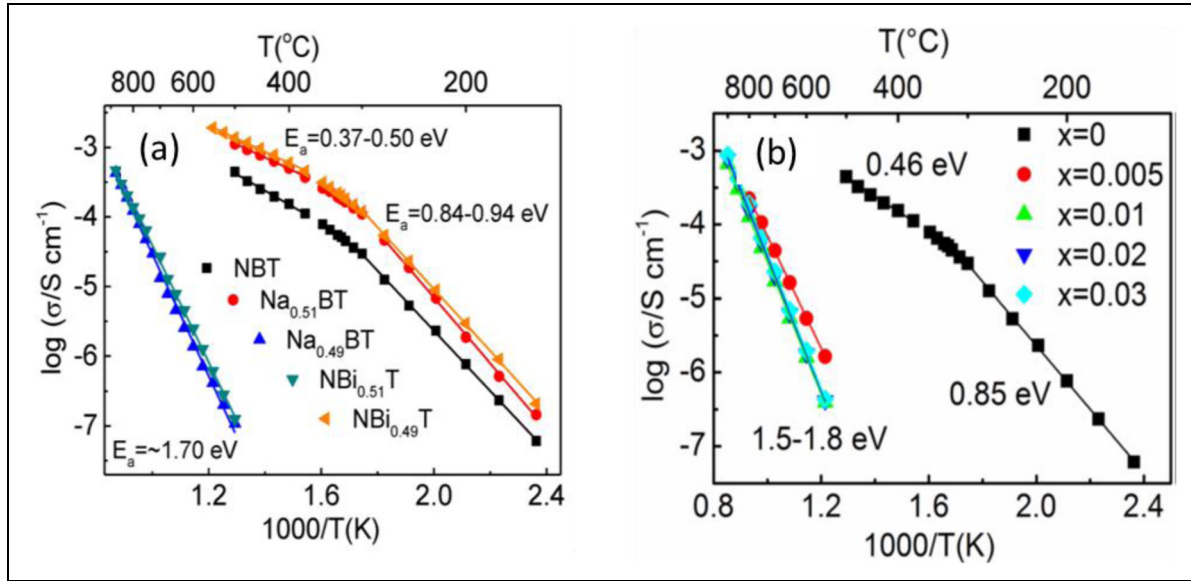 T(°C)
800 600 400 200
(a)
E_a=0.37-0.50 eV
E_a=0.84-0.94 eV
NBT
Na_0.51BT
Na_0.49BT
NBi_0.51T
NBi_0.49T
E_a=~1.70 eV
log (σ/S cm⁻¹)
-3
-4
-5
-6
-7
1.2 1.6 2.0 2.4
1000/T(K)
T(°C)
800 600 400 200
(b)
0.46 eV
x=0
x=0.005
x=0.01
x=0.02
x=0.03
0.85 eV
1.5-1.8 eV
log (σ/S cm⁻¹)
-3
-4
-5
-6
-7
0.8 1.2 1.6 2.0 2.4
1000/T(K)